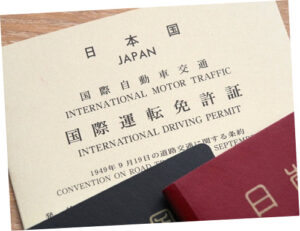 日本国
JAPAN
国際自動車交通
INTERNATIONAL MOTOR TRAFFIC
国際運転免許証
INTERNATIONAL DRIVING PERMIT
1949年9月19日の道路交通に関する条約
CONVENTION ON ROAD SEPTEMB
日